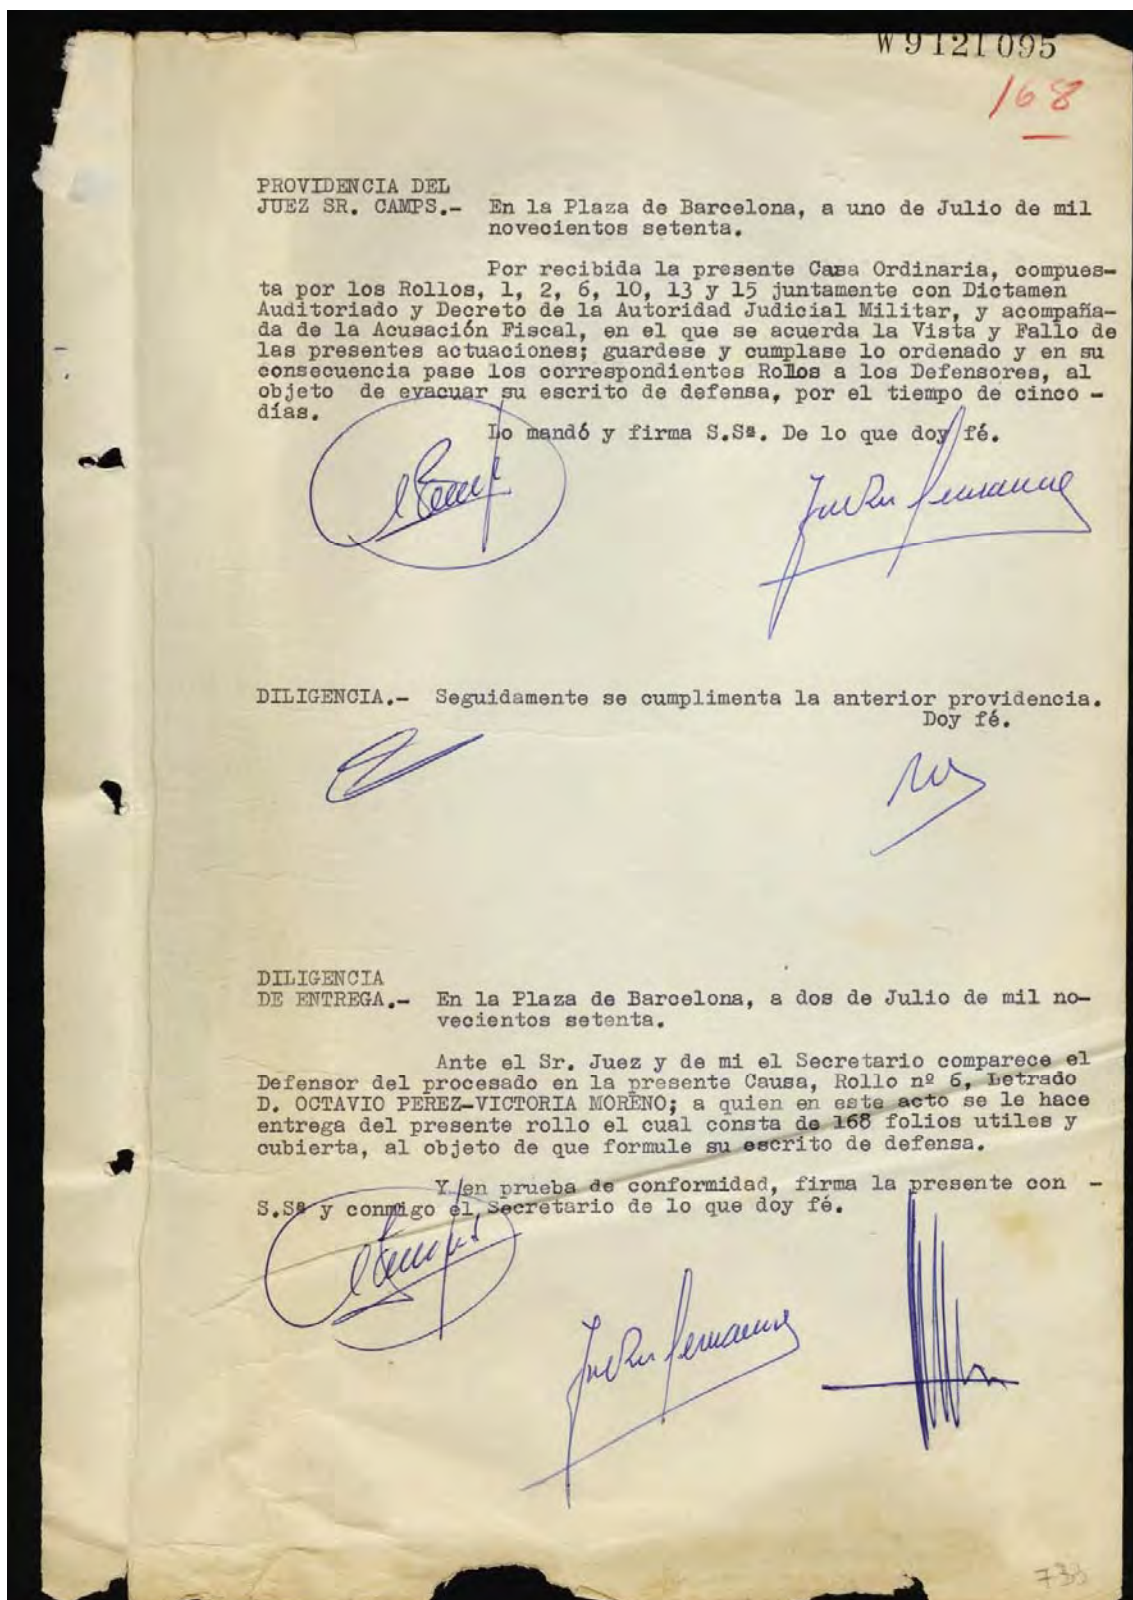 W9121095
168
PROVIDENCIA DEL
JUEZ SR. CAMPS.- En la Plaza de Barcelona, a uno de Julio de mil
novecientos setenta.
Por recibida la presente Casa Ordinaria, compues-
ta por los Rollos, 1, 2, 6, 10, 13 y 15 juntamente con Dictamen
Auditoriado y Decreto de la Autoridad Judicial Militar, y acompaña-
da de la Acusación Fiscal, en el que se acuerda la Vista y Fallo de
las presentes actuaciones; guardese y cumplase lo ordenado y en su
consecuencia pase los correspondientes Rollos a los Defensores, al
objeto de evacuar su escrito de defensa, por el tiempo de cinco -
días.
Lo mandó y firma S.Sª. De lo que doy fé.
DILIGENCIA.- Seguidamente se cumplimenta la anterior providencia.
Doy fé.
DILIGENCIA
DE ENTREGA.- En la Plaza de Barcelona, a dos de Julio de mil no-
vecientos setenta.
Ante el Sr. Juez y de mi el Secretario comparece el
Defensor del procesado en la presente Causa, Rollo nº 6, Letrado
D. OCTAVIO PEREZ-VICTORIA MORENO; a quien en este acto se le hace
entrega del presente rollo el cual consta de 168 folios utiles y
cubierta, al objeto de que formule su escrito de defensa.
Y en prueba de conformidad, firma la presente con -
S.Sª y conmigo el Secretario de lo que doy fé.